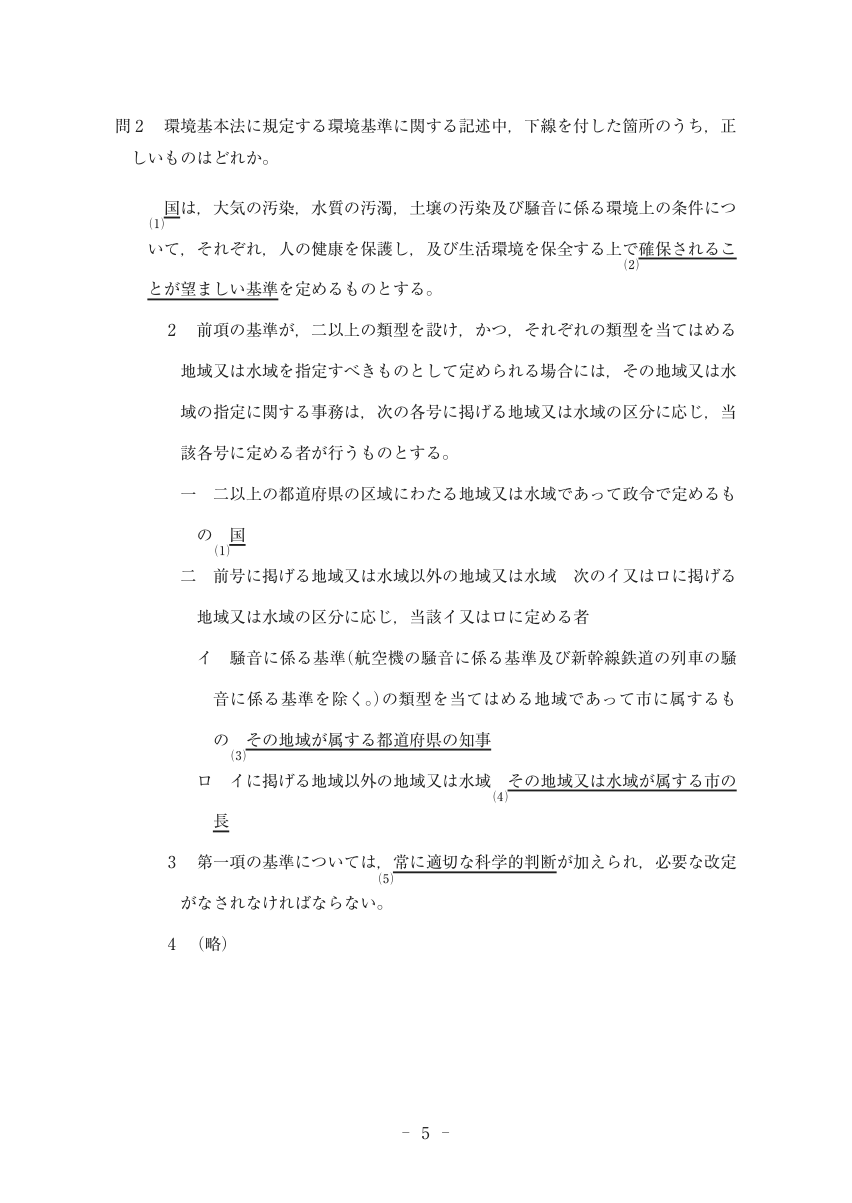 問2 環境基本法に規定する環境基準に関する記述中，下線を付した箇所のうち，正
しいものはどれか。
(1)国は，大気の汚染，水質の汚濁，土壌の汚染及び騒音に係る環境上の条件につ
いて，それぞれ，人の健康を保護し，及び生活環境を保全する上で(2)確保されるこ
とが望ましい基準を定めるものとする。
2 前項の基準が，二以上の類型を設け，かつ，それぞれの類型を当てはめる
地域又は水域を指定すべきものとして定められる場合には，その地域又は水
域の指定に関する事務は，次の各号に掲げる地域又は水域の区分に応じ，当
該各号に定める者が行うものとする。
一 二以上の都道府県の区域にわたる地域又は水域であって政令で定めるも
の (1)国
二 前号に掲げる地域又は水域以外の地域又は水域 次のイ又はロに掲げる
地域又は水域の区分に応じ，当該イ又はロに定める者
イ 騒音に係る基準(航空機の騒音に係る基準及び新幹線鉄道の列車の騒
音に係る基準を除く。)の類型を当てはめる地域であって市に属するも
の (3)その地域が属する都道府県の知事
ロ イに掲げる地域以外の地域又は水域 (4)その地域又は水域が属する市の
長
3 第一項の基準については，(5)常に適切な科学的判断が加えられ，必要な改定
がなされなければならない。
4 （略）
- 5 -